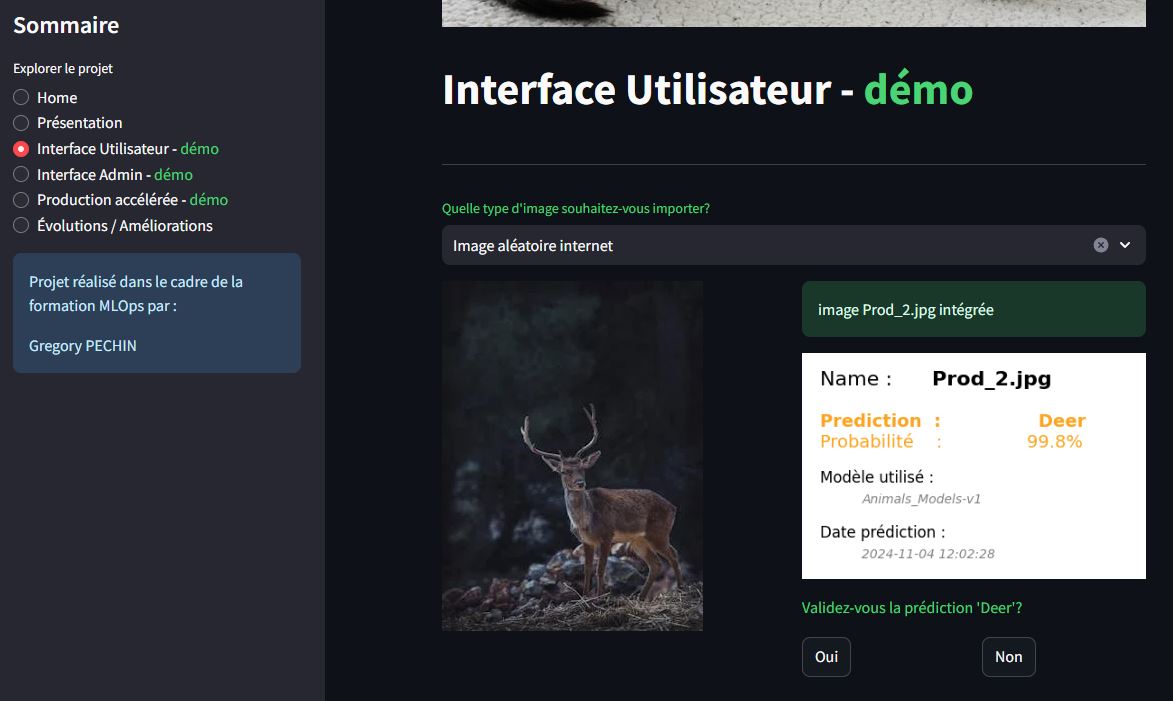 Sommaire
Explorer le projet
Home
Présentation
Interface Utilisateur - démo
Interface Admin - démo
Production accélérée - démo
Évolutions / Améliorations
Projet réalisé dans le cadre de la
formation MLOps par :
Gregory PECHIN
Interface Utilisateur - démo
Quelle type d'image souhaitez-vous importer?
Image aléatoire internet
image Prod_2.jpg intégrée
Name : Prod_2.jpg
Prediction : Deer
Probabilité : 99.8%
Modèle utilisé :
Animals_Models-v1
Date prédiction :
2024-11-04 12:02:28
Validez-vous la prédiction 'Deer'?
Oui Non